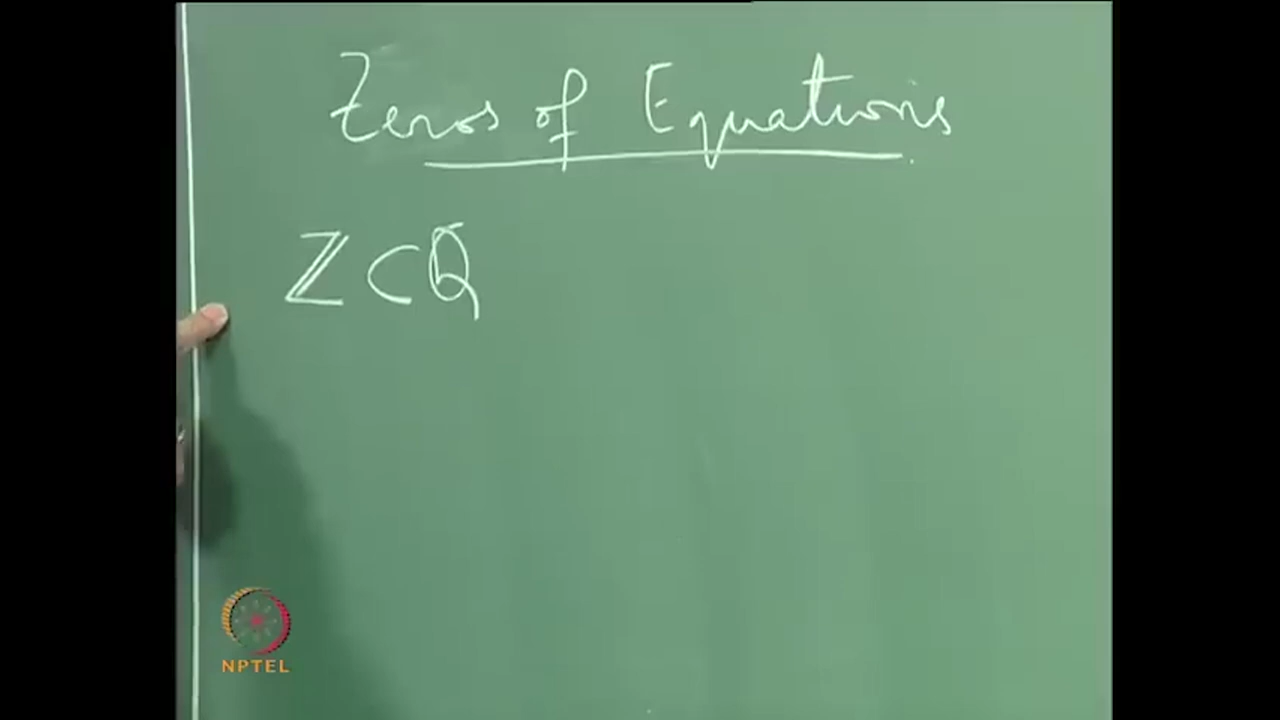 Zeros of Equations
ℤ ⊂ ℚ
NPTEL